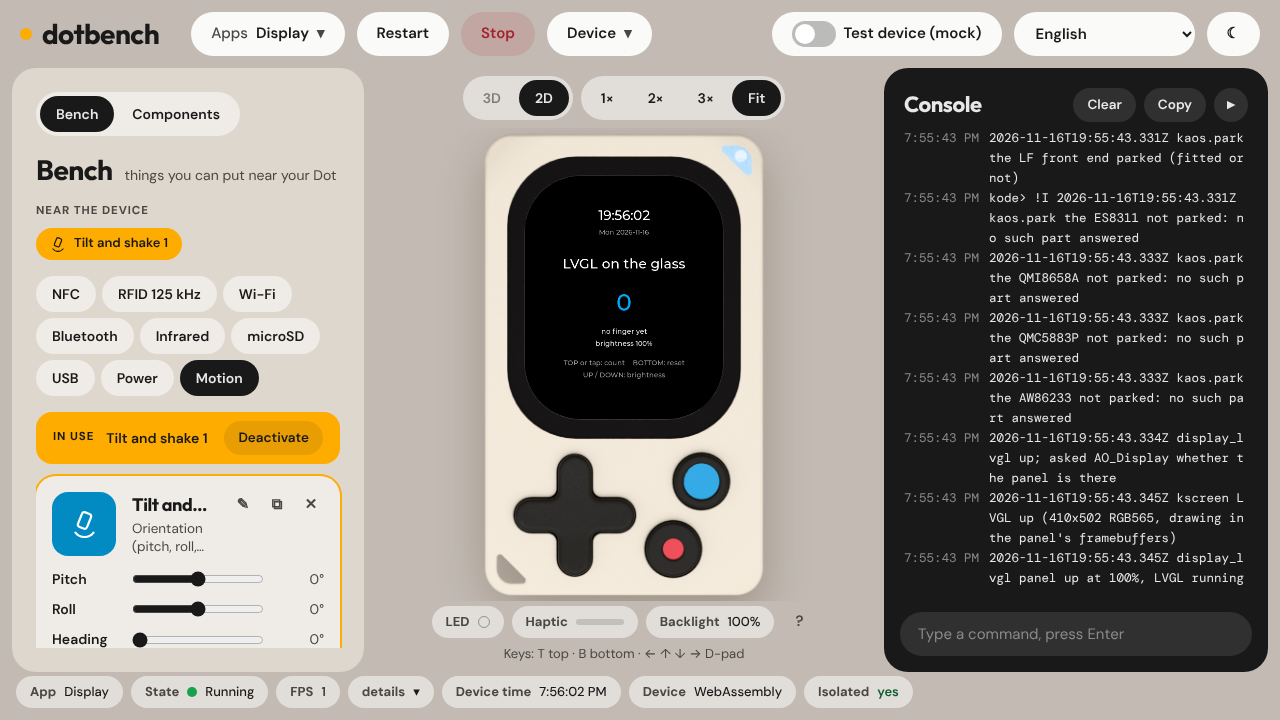 dotbench
Apps Display ▾
Restart
Stop
Device ▾
Test device (mock)
English
Bench
Components
Bench things you can put near your Dot
NEAR THE DEVICE
Tilt and shake 1
NFC
RFID 125 kHz
Wi-Fi
Bluetooth
Infrared
microSD
USB
Power
Motion
IN USE Tilt and shake 1 Deactivate
Tilt and...
Orientation
(pitch, roll,...
Pitch 0°
Roll 0°
Heading 0°
3D 2D
1× 2× 3× Fit
19:56:02
Mon 2026-11-16
LVGL on the glass
0
no finger yet
brightness 100%
TOP or tap: count BOTTOM: reset
UP / DOWN: brightness
LED
Haptic
Backlight 100%
?
Keys: T top · B bottom · ← ↑ ↓ → D-pad
Console
Clear
Copy
7:55:43 PM 2026-11-16T19:55:43.331Z kaos.park
the LF front end parked (fitted or
not)
7:55:43 PM kode> !I 2026-11-16T19:55:43.331Z
kaos.park the ES8311 not parked: n
o such part answered
7:55:43 PM 2026-11-16T19:55:43.333Z kaos.park
the QMI8658A not parked: no such p
art answered
7:55:43 PM 2026-11-16T19:55:43.333Z kaos.park
the QMC5883P not parked: no such p
art answered
7:55:43 PM 2026-11-16T19:55:43.333Z kaos.park
the AW86233 not parked: no such pa
rt answered
7:55:43 PM 2026-11-16T19:55:43.334Z display_l
vgl up; asked AO_Display whether t
he panel is there
7:55:43 PM 2026-11-16T19:55:43.345Z kscreen L
VGL up (410x502 RGB565, drawing in
the panel's framebuffers)
7:55:43 PM 2026-11-16T19:55:43.345Z display_l
vgl panel up at 100%, LVGL running
Type a command, press Enter
App Display
State Running
FPS 1
details ▾
Device time 7:56:02 PM
Device WebAssembly
Isolated yes